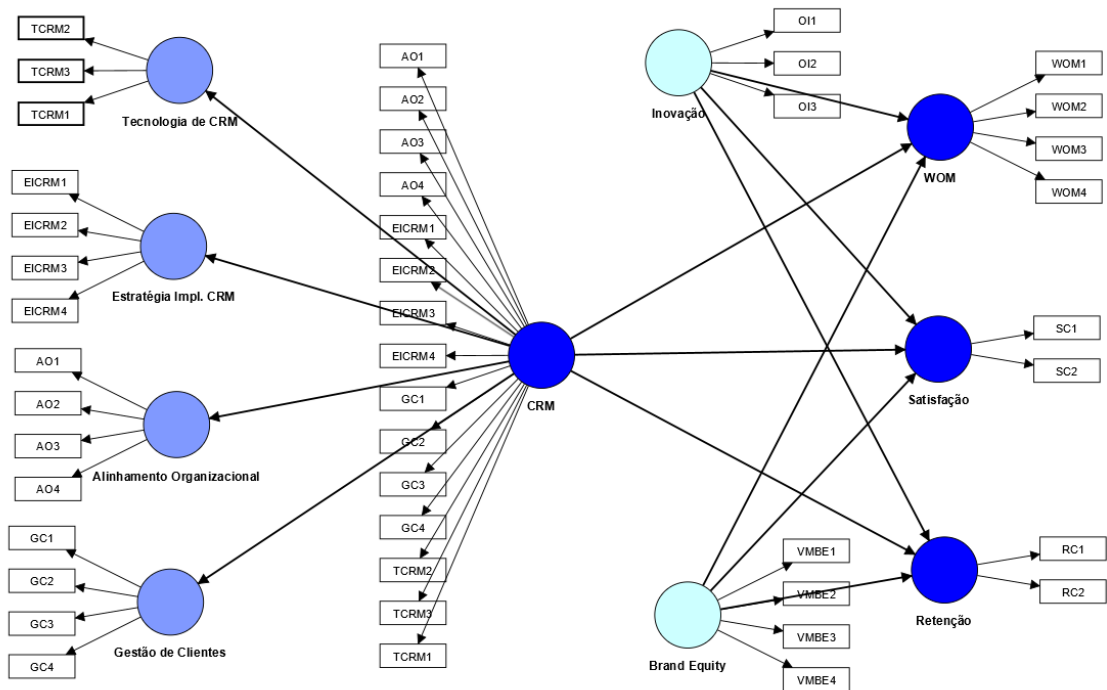 TCRM2
TCRM3
TCRM1
Tecnologia de CRM
EICRM1
EICRM2
EICRM3
EICRM4
Estratégia Impl. CRM
AO1
AO2
AO3
AO4
Alinhamento Organizacional
GC1
GC2
GC3
GC4
Gestão de Clientes
AO1
AO2
AO3
AO4
EICRM1
EICRM2
EICRM3
EICRM4
GC1
GC2
GC3
GC4
TCRM2
TCRM3
TCRM1
CRM
OI1
OI2
OI3
Inovação
WOM1
WOM2
WOM3
WOM4
WOM
SC1
SC2
Satisfação
VMBE1
VMBE2
VMBE3
VMBE4
Brand Equity
RC1
RC2
Retenção